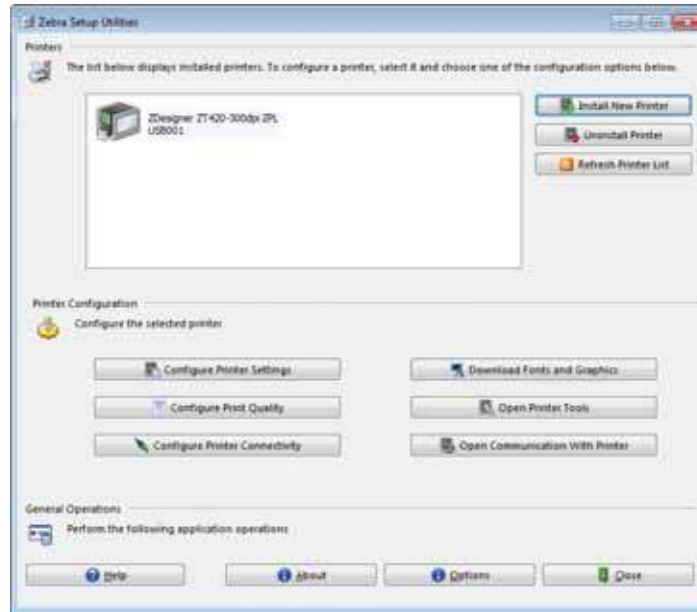 Zebra Setup Utilities
Printers
The list below displays installed printers. To configure a printer, select it and choose one of the configuration options below.
ZDesigner ZT420-300dpi ZPL
USB001
Install New Printer
Uninstall Printer
Refresh Printer List
Printer Configuration
Configure the selected printer
Configure Printer Settings
Download Fonts and Graphics
Configure Print Quality
Open Printer Tools
Configure Printer Connectivity
Open Communication With Printer
General Operations
Perform the following application operations
Help
About
Options
Close